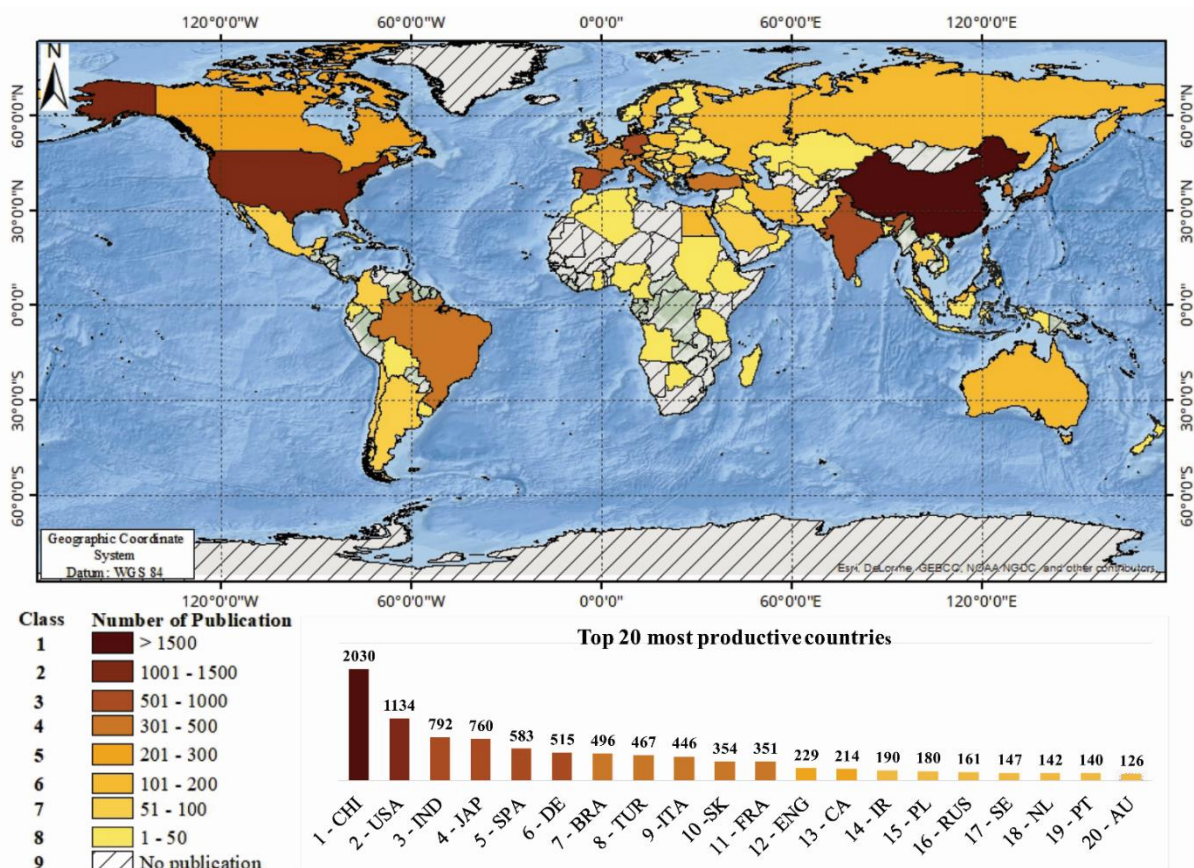 120°0'0"W 60°0'0"W 0°0'0"E 60°0'0"E 120°0'0"E
N
60°0'0"N 60°0'0"N
30°0'0"N 30°0'0"N
0°0'0"E 0°0'0"E
30°0'0"S 30°0'0"S
60°0'0"S 60°0'0"S
Geographic Coordinate
System
Datum : WGS 84
Esri, DeLorme, GEBCO, NOAA NGDC, and other contributors
120°0'0"W 60°0'0"W 0°0'0"E 60°0'0"E 120°0'0"E
Class Number of Publication
1 > 1500
2 1001 - 1500
3 501 - 1000
4 301 - 500
5 201 - 300
6 101 - 200
7 51 - 100
8 1 - 50
9 No publication
Top 20 most productive countries
2030 1134 792 760 583 515 496 467 446 354 351 229 214 190 180 161 147 142 140 126
1 - CHI 2 - USA 3 - IND 4 - JAP 5 - SPA 6 - DE 7 - BRA 8 - TUR 9 -ITA 10 -SK 11 - FRA 12 - ENG 13 - CA 14 - IR 15 - PL 16 - RUS 17 - SE 18 - NL 19 - PT 20 - AU